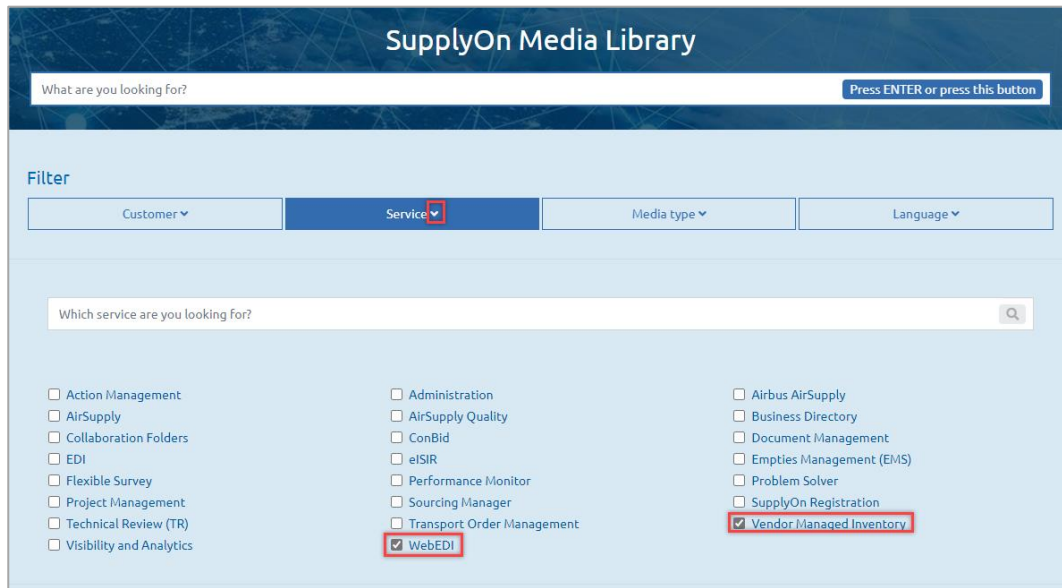 SupplyOn Media Library
What are you looking for? Press ENTER or press this button
Filter
Customer Service Media type Language
Which service are you looking for?
Action Management Administration Airbus AirSupply
AirSupply AirSupply Quality Business Directory
Collaboration Folders ConBid Document Management
EDI eISIR Empties Management (EMS)
Flexible Survey Performance Monitor Problem Solver
Project Management Sourcing Manager SupplyOn Registration
Technical Review (TR) Transport Order Management Vendor Managed Inventory
Visibility and Analytics WebEDI